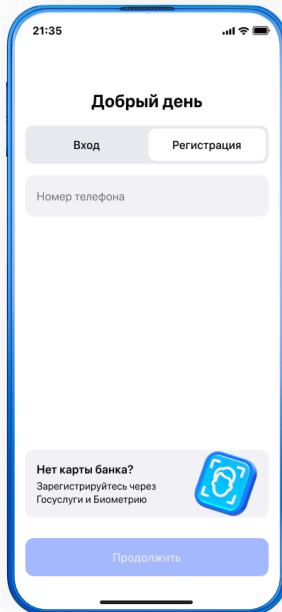 21:35
Добрый день
Вход
Регистрация
Номер телефона
Нет карты банка?
Зарегистрируйтесь через
Госуслуги и Биометрию
Продолжить